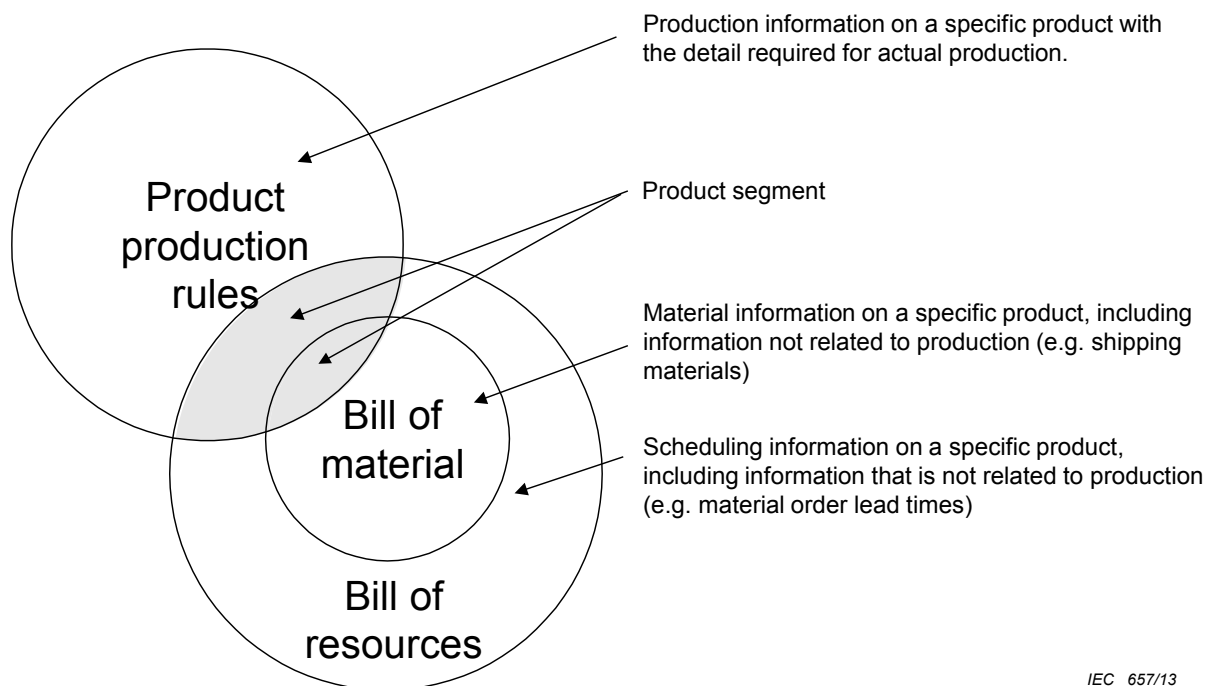 Production information on a specific product with
the detail required for actual production.
Product
production
rules
Product segment
Material information on a specific product, including
information not related to production (e.g. shipping
materials)
Bill of
material
Scheduling information on a specific product,
including information that is not related to production
(e.g. material order lead times)
Bill of
resources
IEC 657/13